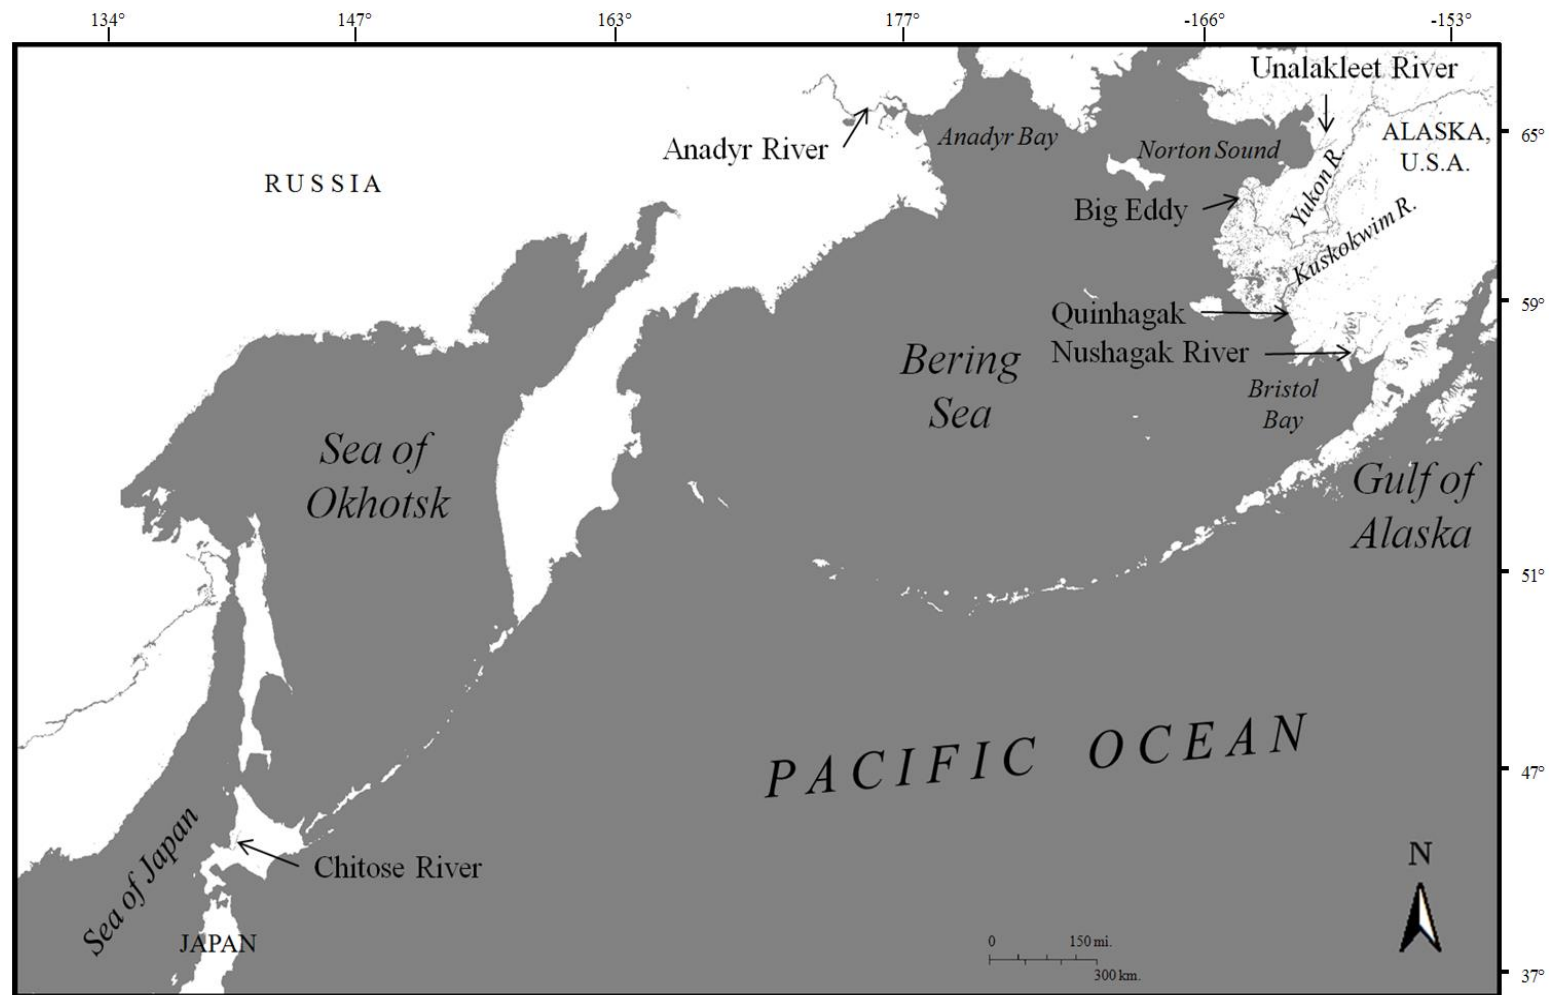 134°
147°
163°
177°
-166°
-153°
Unalakleet River
65°
ALASKA,
U.S.A.
Anadyr River
Anadyr Bay
Norton Sound
RUSSIA
Yukon R.
Big Eddy
Kuskokwim R.
59°
Quinhagak
Nushagak River
Bering
Sea
Bristol
Bay
Sea of
Okhotsk
Gulf of
Alaska
51°
PACIFIC OCEAN
47°
Sea of Japan
Chitose River
N
JAPAN
0 150 mi.
300 km.
37°